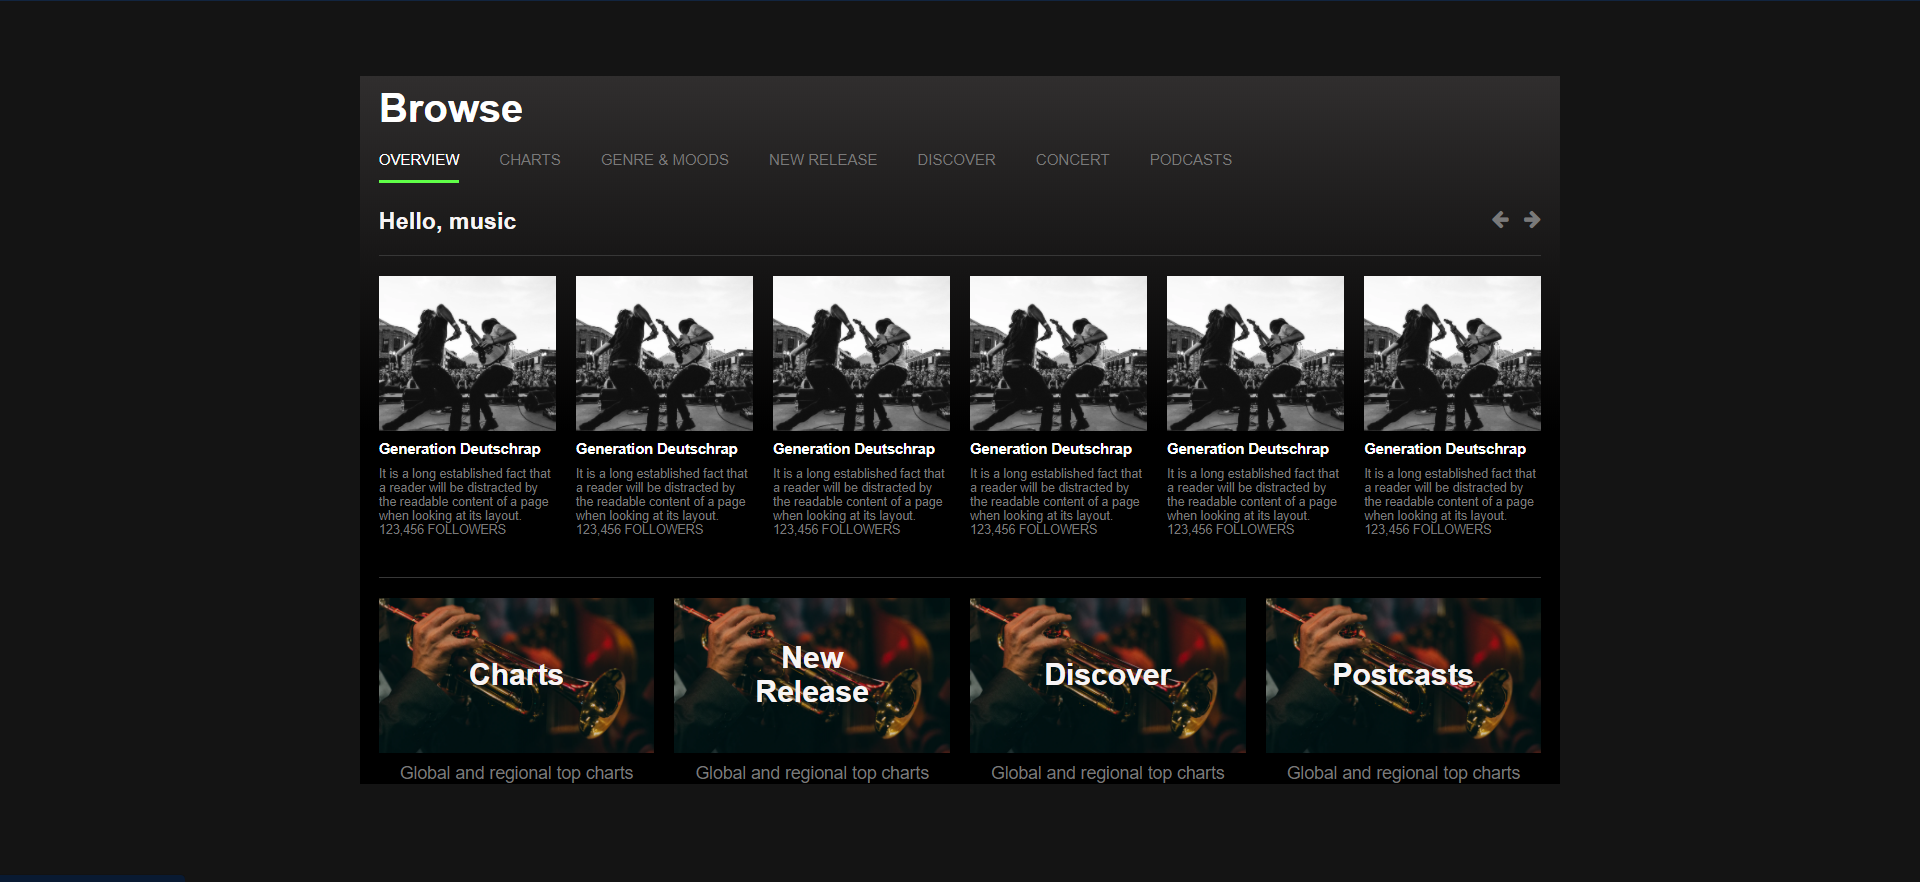 Browse
OVERVIEW CHARTS GENRE & MOODS NEW RELEASE DISCOVER CONCERT PODCASTS
Hello, music
Generation Deutschrap
It is a long established fact that
a reader will be distracted by
the readable content of a page
when looking at its layout.
123,456 FOLLOWERS
Generation Deutschrap
It is a long established fact that
a reader will be distracted by
the readable content of a page
when looking at its layout.
123,456 FOLLOWERS
Generation Deutschrap
It is a long established fact that
a reader will be distracted by
the readable content of a page
when looking at its layout.
123,456 FOLLOWERS
Generation Deutschrap
It is a long established fact that
a reader will be distracted by
the readable content of a page
when looking at its layout.
123,456 FOLLOWERS
Generation Deutschrap
It is a long established fact that
a reader will be distracted by
the readable content of a page
when looking at its layout.
123,456 FOLLOWERS
Generation Deutschrap
It is a long established fact that
a reader will be distracted by
the readable content of a page
when looking at its layout.
123,456 FOLLOWERS
Charts
Global and regional top charts
New
Release
Global and regional top charts
Discover
Global and regional top charts
Postcasts
Global and regional top charts